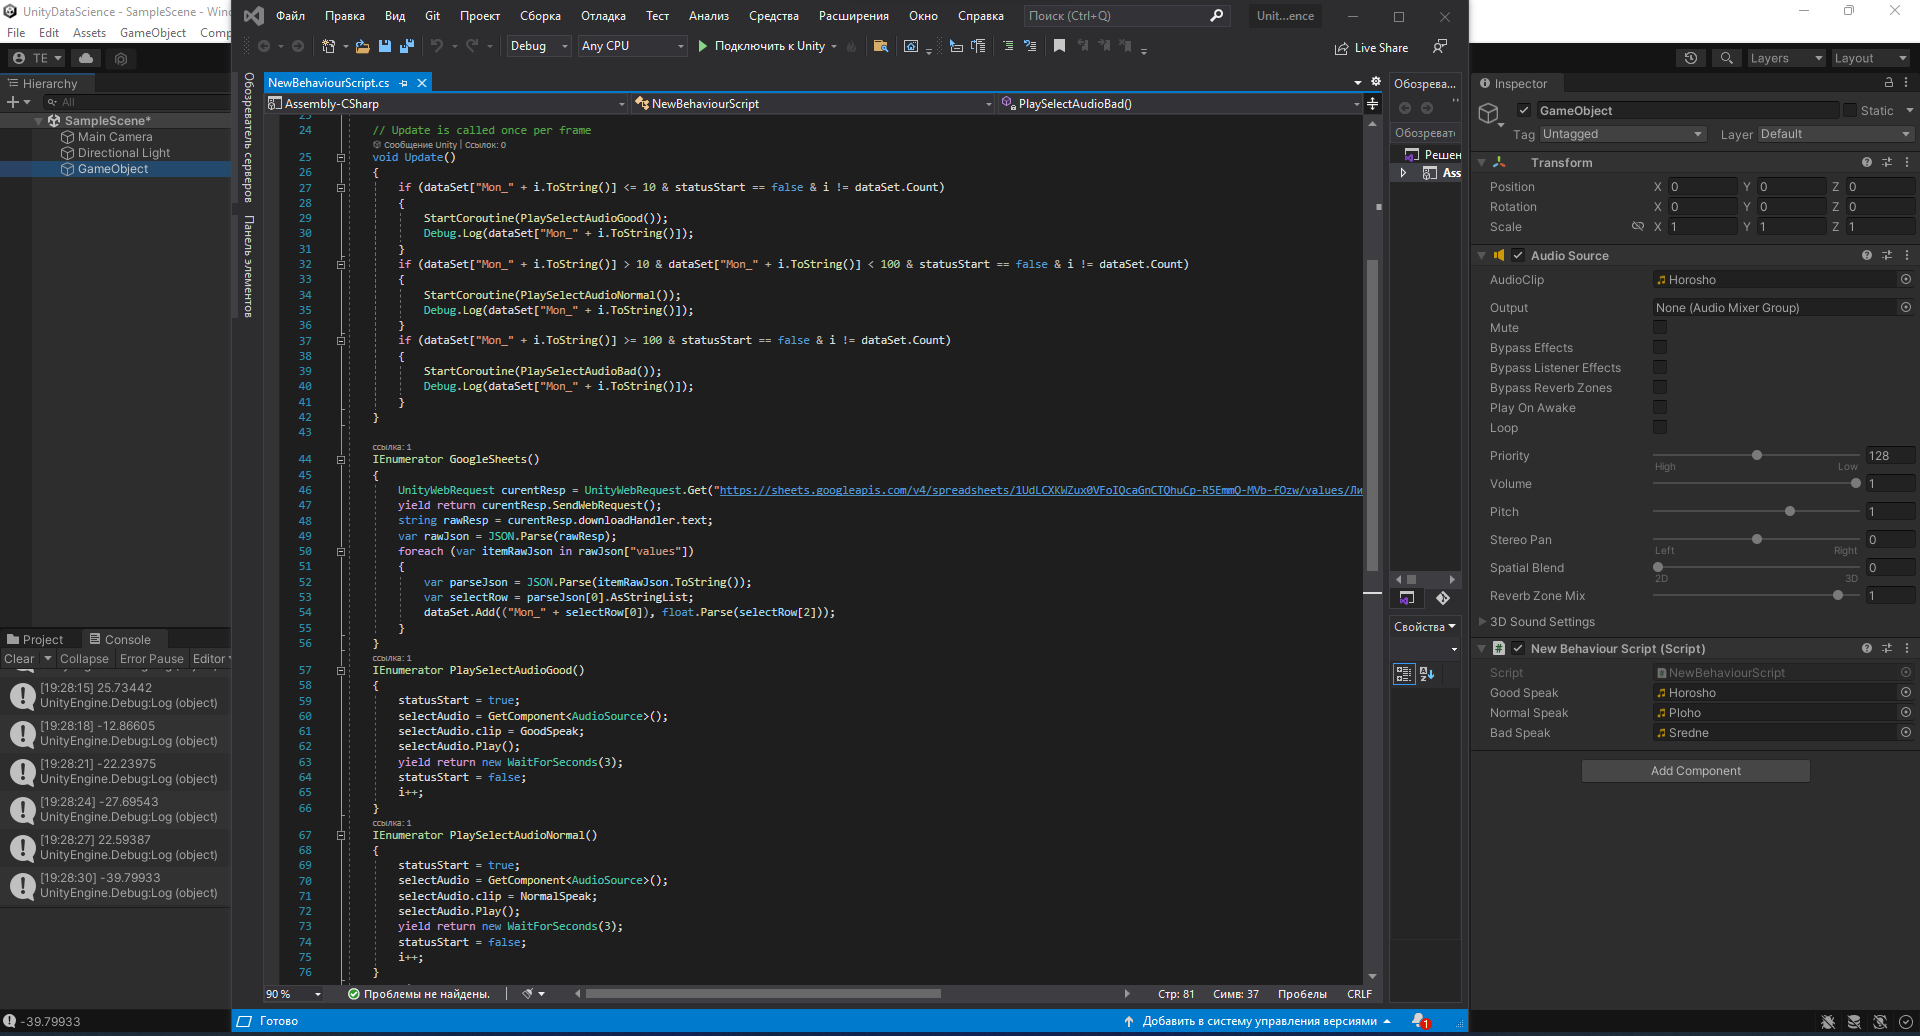 UnityDataScience - SampleScene - Wind
File Edit Assets GameObject Comp
TE
Hierarchy
All
SampleScene*
Main Camera
Directional Light
GameObject
Project Console
Clear Collapse Error Pause Editor
[19:28:15] 25.73442
UnityEngine.Debug:Log (object)
[19:28:18] -12.86605
UnityEngine.Debug:Log (object)
[19:28:21] -22.23975
UnityEngine.Debug:Log (object)
[19:28:24] -27.69543
UnityEngine.Debug:Log (object)
[19:28:27] 22.59387
UnityEngine.Debug:Log (object)
[19:28:30] -39.79933
UnityEngine.Debug:Log (object)
-39.79933
Файл Правка Вид Git Проект Сборка Отладка Тест Анализ Средства Расширения Окно Справка Поиск (Ctrl+Q) Unit...ence
Debug Any CPU Подключить к Unity Live Share
Обозреватель серверов
Панель элементов
NewBehaviourScript.cs
Assembly-CSharp NewBehaviourScript PlaySelectAudioBad()
23
24 // Update is called once per frame
Сообщение Unity | Ссылок: 0
25 void Update()
26 {
27 if (dataSet["Mon_" + i.ToString()] <= 10 & statusStart == false & i != dataSet.Count)
28 {
29 StartCoroutine(PlaySelectAudioGood());
30 Debug.Log(dataSet["Mon_" + i.ToString()]);
31 }
32 if (dataSet["Mon_" + i.ToString()] > 10 & dataSet["Mon_" + i.ToString()] < 100 & statusStart == false & i != dataSet.Count)
33 {
34 StartCoroutine(PlaySelectAudioNormal());
35 Debug.Log(dataSet["Mon_" + i.ToString()]);
36 }
37 if (dataSet["Mon_" + i.ToString()] >= 100 & statusStart == false & i != dataSet.Count)
38 {
39 StartCoroutine(PlaySelectAudioBad());
40 Debug.Log(dataSet["Mon_" + i.ToString()]);
41 }
42 }
43
ссылка: 1
44 IEnumerator GoogleSheets()
45 {
46 UnityWebRequest curentResp = UnityWebRequest.Get("https://sheets.googleapis.com/v4/spreadsheets/1UdLCXKWZux0VFoIQcaGnCTQhuCp-R5EmmQ-MVb-fOzw/values/Ли
47 yield return curentResp.SendWebRequest();
48 string rawResp = curentResp.downloadHandler.text;
49 var rawJson = JSON.Parse(rawResp);
50 foreach (var itemRawJson in rawJson["values"])
51 {
52 var parseJson = JSON.Parse(itemRawJson.ToString());
53 var selectRow = parseJson[0].AsStringList;
54 dataSet.Add(("Mon_" + selectRow[0]), float.Parse(selectRow[2]));
55 }
56 }
ссылка: 1
57 IEnumerator PlaySelectAudioGood()
58 {
59 statusStart = true;
60 selectAudio = GetComponent<AudioSource>();
61 selectAudio.clip = GoodSpeak;
62 selectAudio.Play();
63 yield return new WaitForSeconds(3);
64 statusStart = false;
65 i++;
66 }
ссылка: 1
67 IEnumerator PlaySelectAudioNormal()
68 {
69 statusStart = true;
70 selectAudio = GetComponent<AudioSource>();
71 selectAudio.clip = NormalSpeak;
72 selectAudio.Play();
73 yield return new WaitForSeconds(3);
74 statusStart = false;
75 i++;
76 }
90 % Проблемы не найдены. Стр: 81 Симв: 37 Пробелы CRLF
Готово Добавить в систему управления версиями 1
Обозрева...
Обозревате
Решен
Ass
Свойства
Layers Layout
Inspector
GameObject Static
Tag Untagged Layer Default
Transform
Position X 0 Y 0 Z 0
Rotation X 0 Y 0 Z 0
Scale X 1 Y 1 Z 1
Audio Source
AudioClip Horosho
Output None (Audio Mixer Group)
Mute
Bypass Effects
Bypass Listener Effects
Bypass Reverb Zones
Play On Awake
Loop
Priority 128
High Low
Volume 1
Pitch 1
Stereo Pan 0
Left Right
Spatial Blend 0
2D 3D
Reverb Zone Mix 1
3D Sound Settings
New Behaviour Script (Script)
Script NewBehaviourScript
Good Speak Horosho
Normal Speak Ploho
Bad Speak Sredne
Add Component